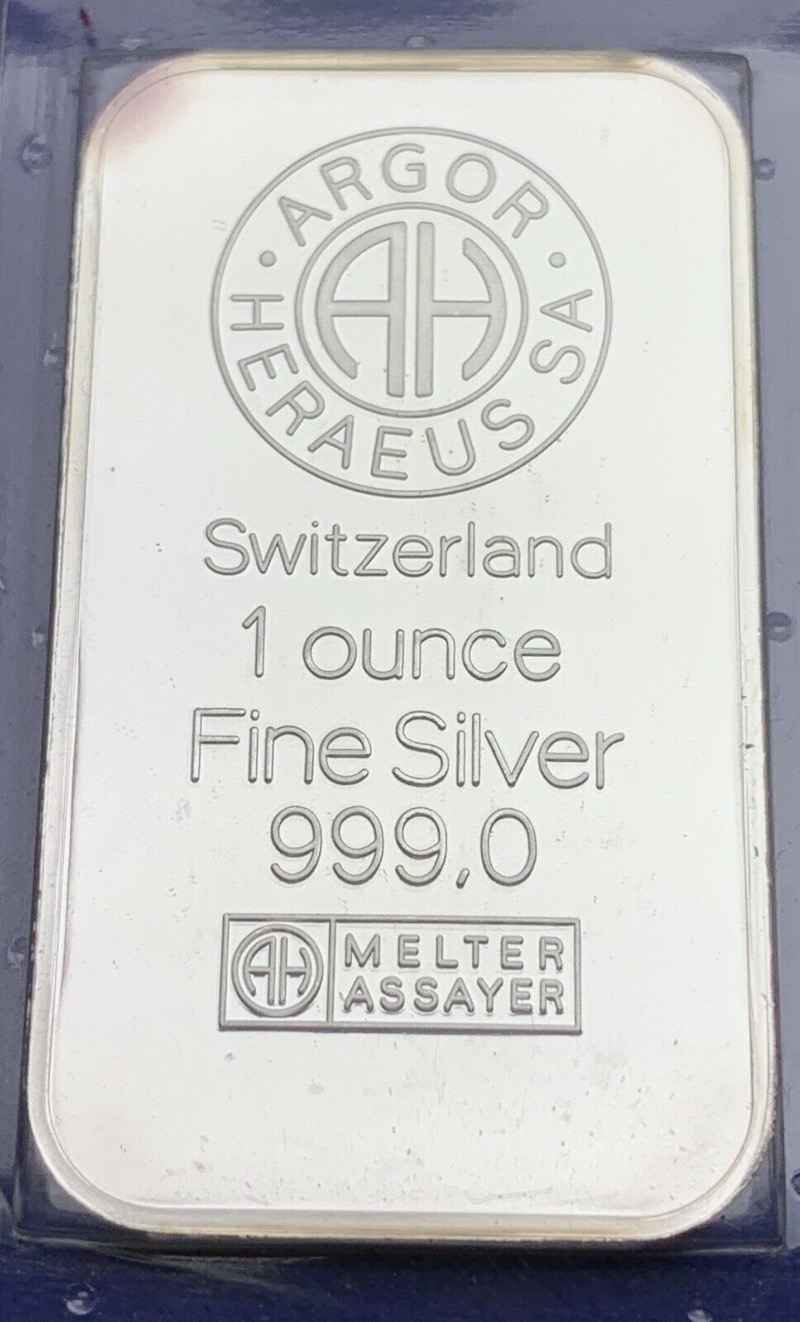 ARGOR
HERAEUS SA
AH
Switzerland
1 ounce
Fine Silver
999,0
AH
MELTER
ASSAYER